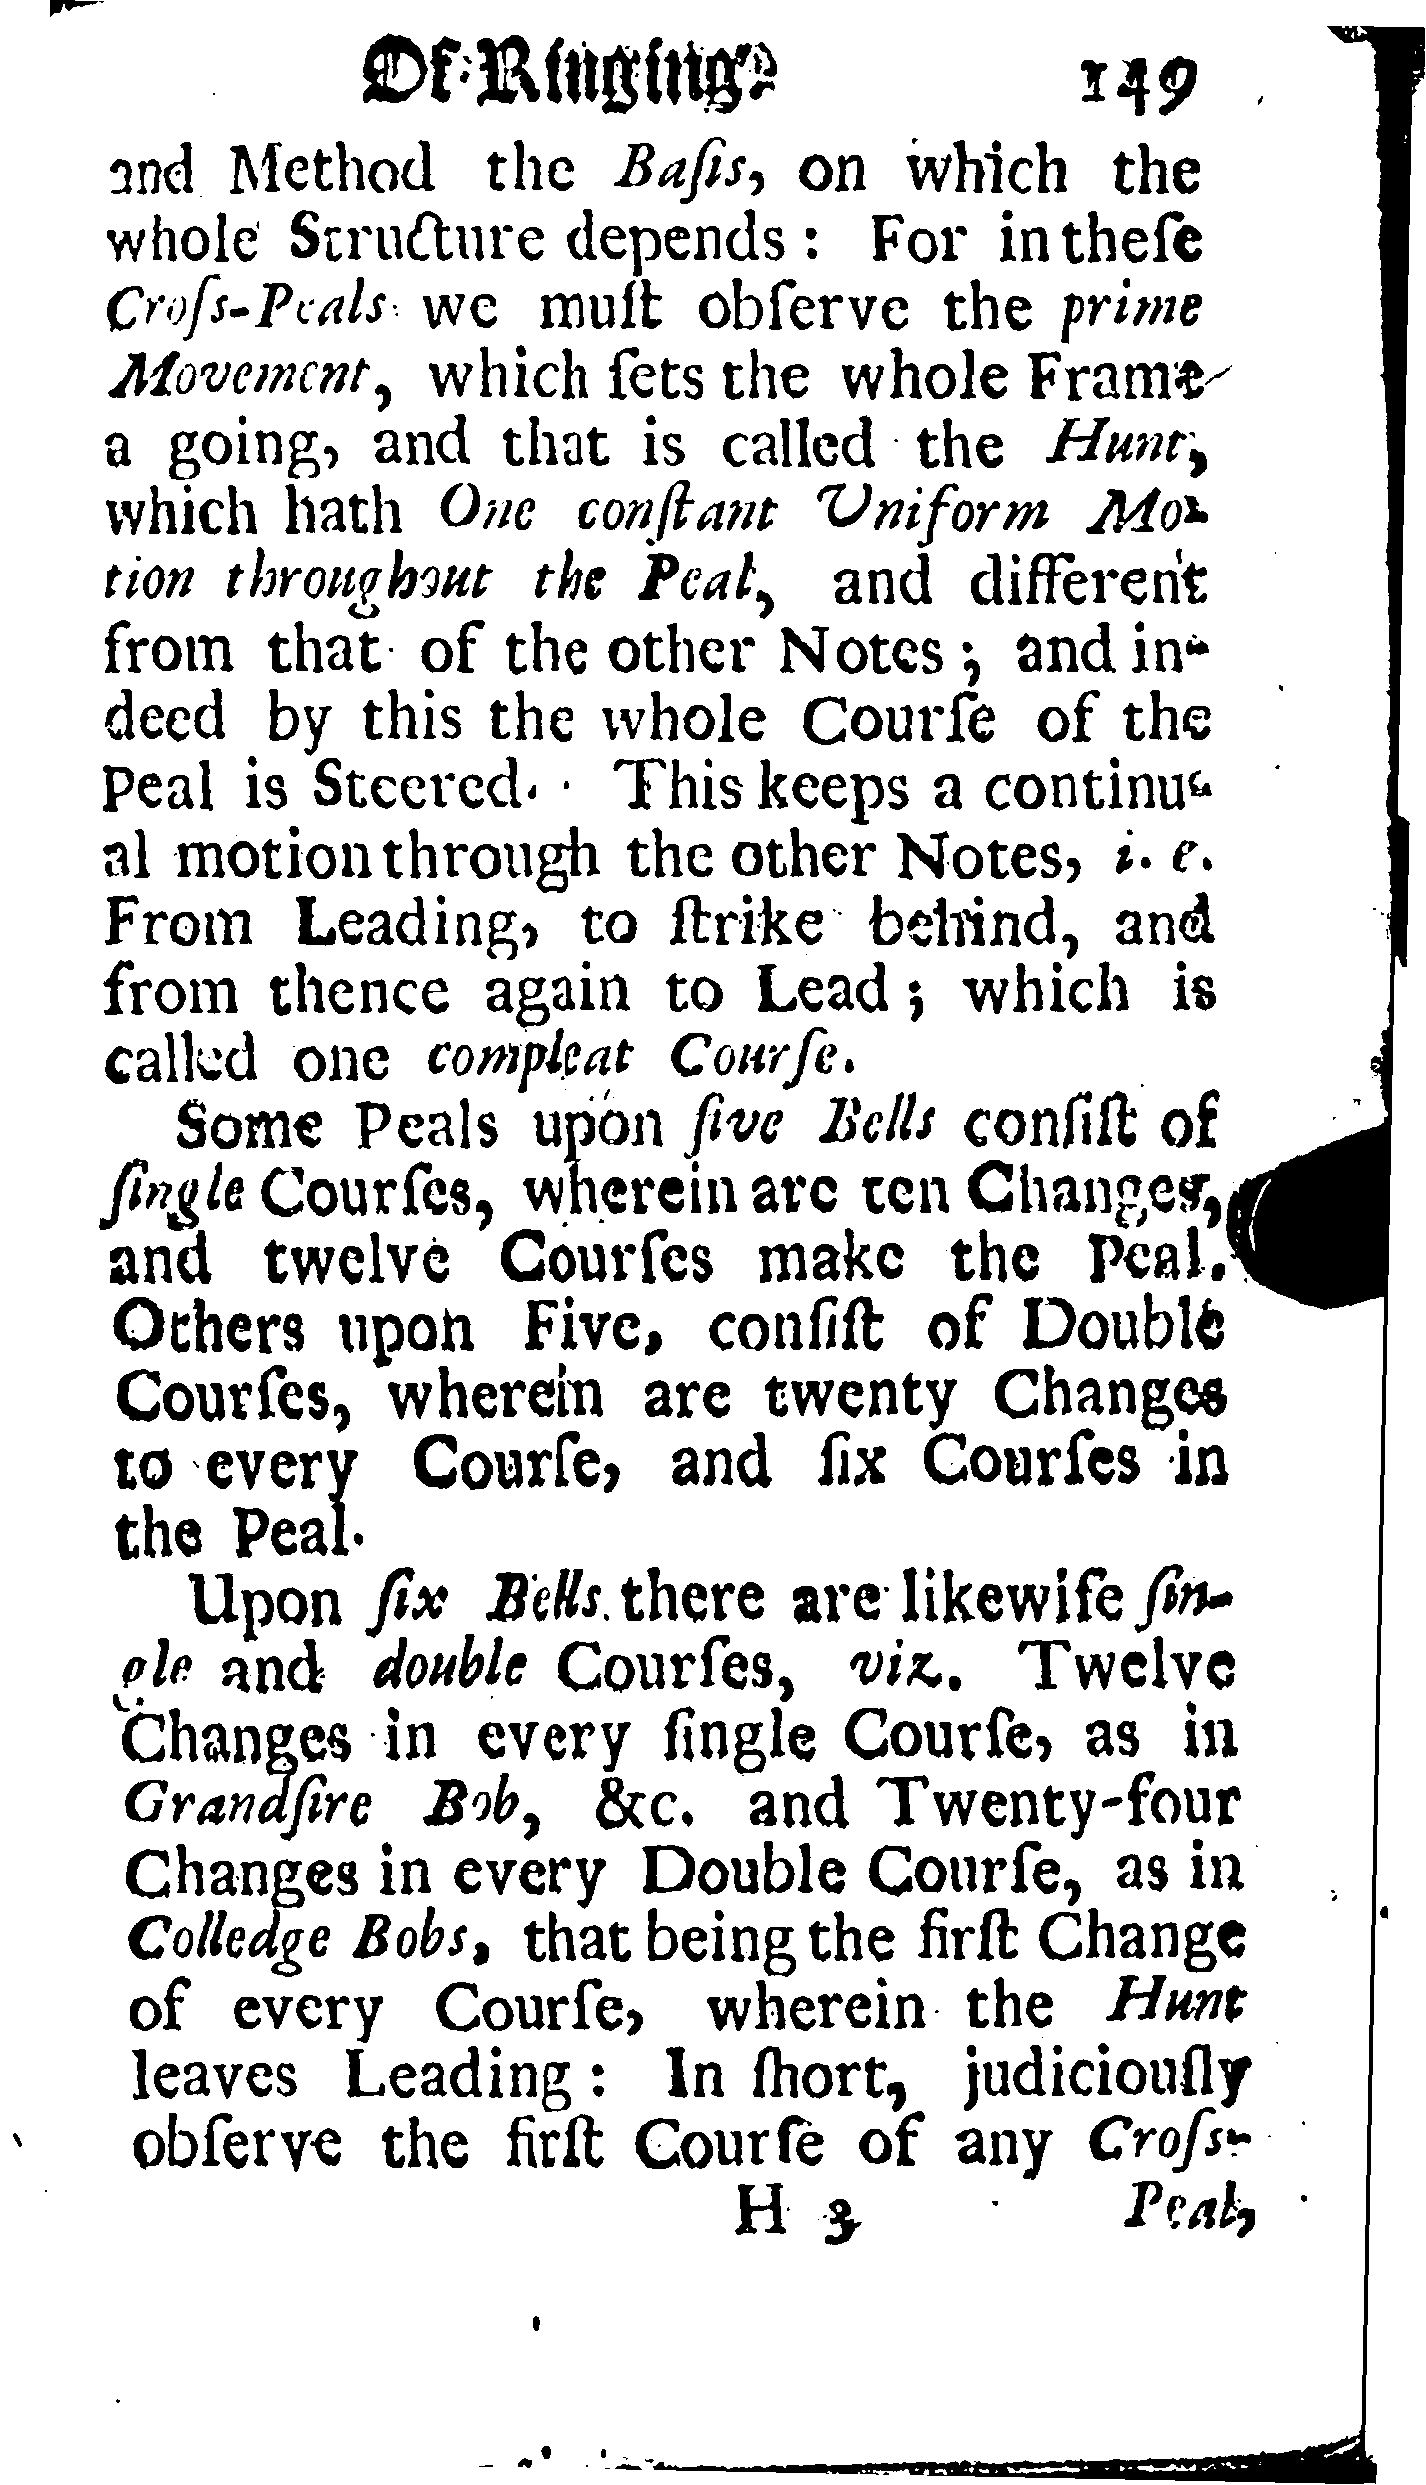 Of Ringing. 149
and Method the Baſis, on which the
whole Structure depends : For in theſe
Croſs-Peals we muſt obſerve the prime
Movement, which ſets the whole Frame
a going, and that is called the Hunt,
which hath One conſtant Uniform Mo-
tion throughout the Peal, and different
from that of the other Notes ; and in-
deed by this the whole Courſe of the
Peal is Steered. This keeps a continu-
al motion through the other Notes, i. e.
From Leading, to ſtrike behind, and
from thence again to Lead ; which is
called one compleat Courſe.
Some Peals upon five Bells conſiſt of
ſingle Courſes, wherein are ten Changes,
and twelve Courſes make the Peal.
Others upon Five, conſiſt of Double
Courſes, wherein are twenty Changes
to every Courſe, and ſix Courſes in
the Peal.
Upon ſix Bells there are likewiſe ſin-
gle and double Courſes, viz. Twelve
Changes in every ſingle Courſe, as in
Grandſire Bob, &c. and Twenty-four
Changes in every Double Courſe, as in
Colledge Bobs, that being the firſt Change
of every Courſe, wherein the Hunt
leaves Leading : In ſhort, judiciouſly
obſerve the firſt Courſe of any Croſs-
H 3 Peal,